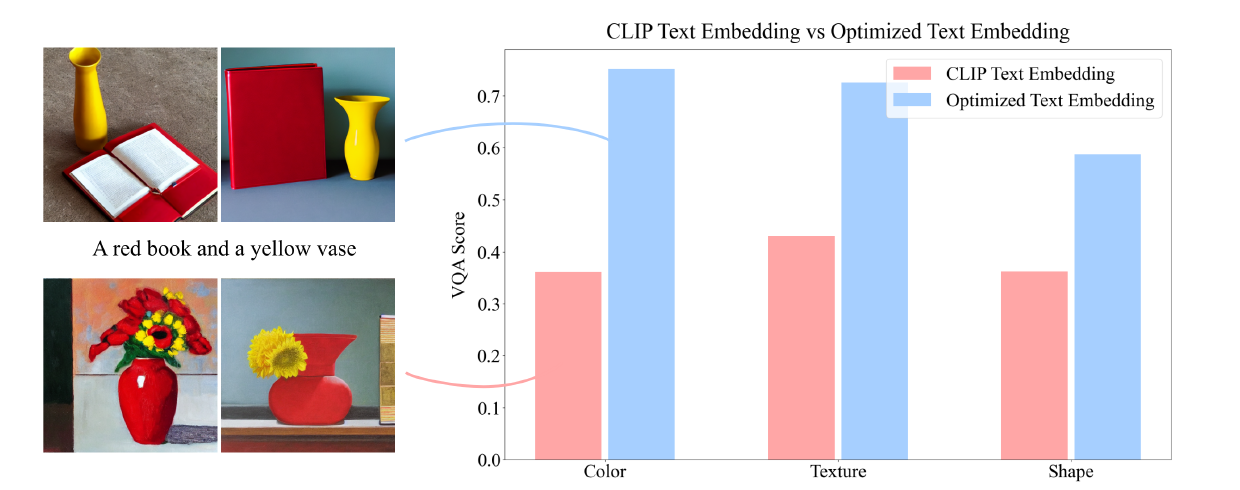 CLIP Text Embedding vs Optimized Text Embedding
A red book and a yellow vase
VQA Score
0.7
0.6
0.5
0.4
0.3
0.2
0.1
0.0
CLIP Text Embedding
Optimized Text Embedding
Color
Texture
Shape